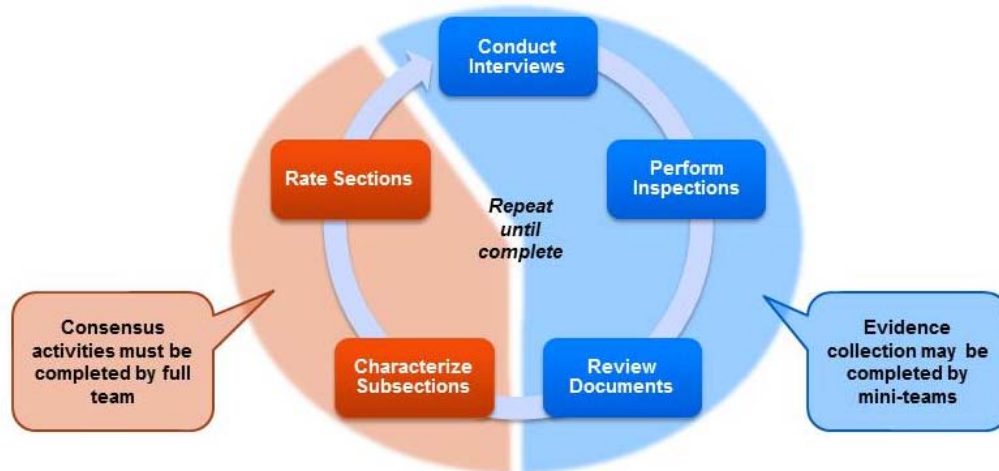 Conduct
Interviews
Perform
Inspections
Review
Documents
Characterize
Subsections
Rate Sections
Repeat
until
complete
Consensus
activities must be
completed by full
team
Evidence
collection may be
completed by
mini-teams